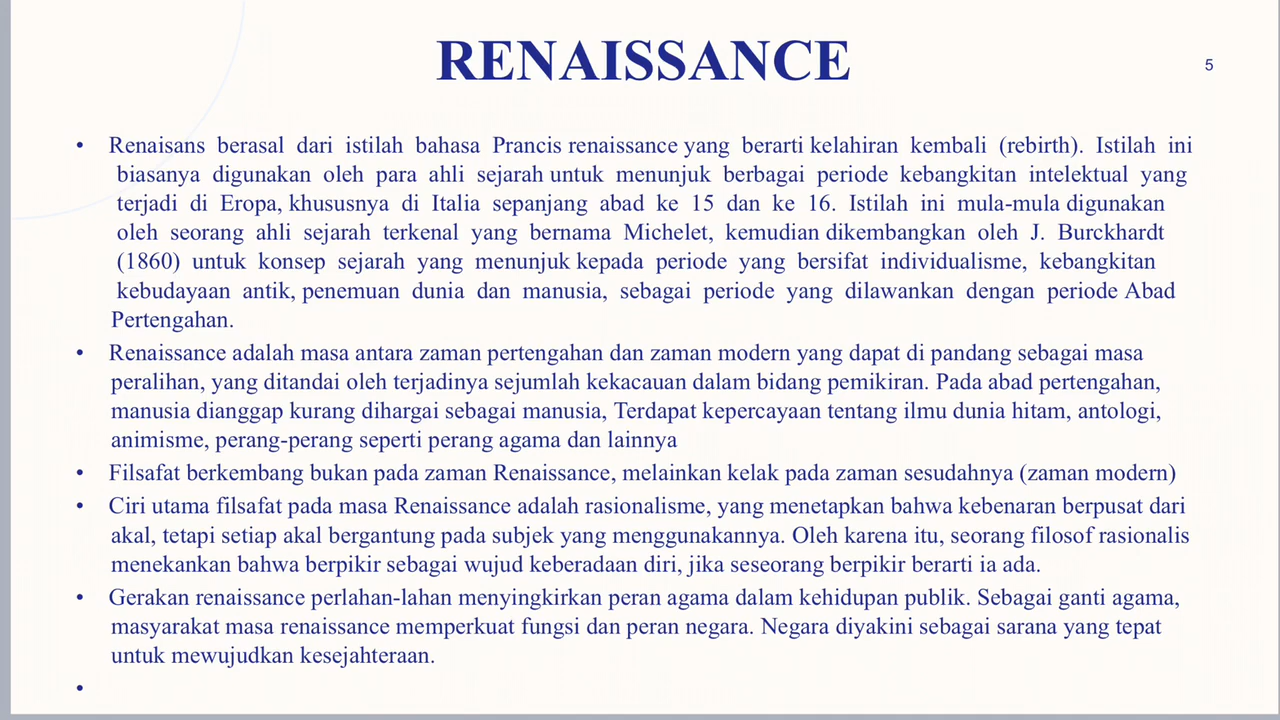 RENAISSANCE
5
• Renaisans berasal dari istilah bahasa Prancis renaissance yang berarti kelahiran kembali (rebirth). Istilah ini
biasanya digunakan oleh para ahli sejarah untuk menunjuk berbagai periode kebangkitan intelektual yang
terjadi di Eropa, khususnya di Italia sepanjang abad ke 15 dan ke 16. Istilah ini mula-mula digunakan
oleh seorang ahli sejarah terkenal yang bernama Michelet, kemudian dikembangkan oleh J. Burckhardt
(1860) untuk konsep sejarah yang menunjuk kepada periode yang bersifat individualisme, kebangkitan
kebudayaan antik, penemuan dunia dan manusia, sebagai periode yang dilawankan dengan periode Abad
Pertengahan.
• Renaissance adalah masa antara zaman pertengahan dan zaman modern yang dapat di pandang sebagai masa
peralihan, yang ditandai oleh terjadinya sejumlah kekacauan dalam bidang pemikiran. Pada abad pertengahan,
manusia dianggap kurang dihargai sebagai manusia, Terdapat kepercayaan tentang ilmu dunia hitam, antologi,
animisme, perang-perang seperti perang agama dan lainnya
• Filsafat berkembang bukan pada zaman Renaissance, melainkan kelak pada zaman sesudahnya (zaman modern)
• Ciri utama filsafat pada masa Renaissance adalah rasionalisme, yang menetapkan bahwa kebenaran berpusat dari
akal, tetapi setiap akal bergantung pada subjek yang menggunakannya. Oleh karena itu, seorang filosof rasionalis
menekankan bahwa berpikir sebagai wujud keberadaan diri, jika seseorang berpikir berarti ia ada.
• Gerakan renaissance perlahan-lahan menyingkirkan peran agama dalam kehidupan publik. Sebagai ganti agama,
masyarakat masa renaissance memperkuat fungsi dan peran negara. Negara diyakini sebagai sarana yang tepat
untuk mewujudkan kesejahteraan.
•